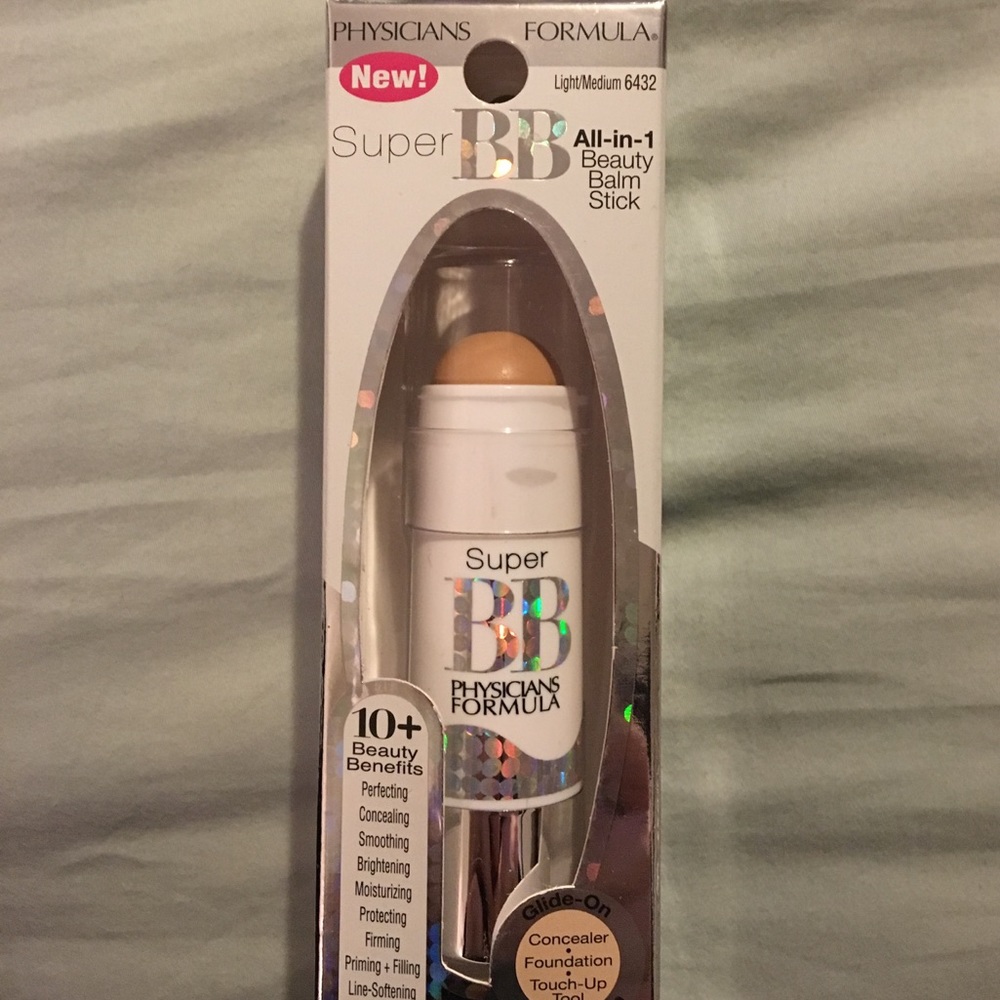 PHYSICIANS FORMULA®
New!
Light/Medium 6432
Super BB
All-in-1
Beauty
Balm
Stick
Super
BB
PHYSICIANS
FORMULA
10+
Beauty
Benefits
Perfecting
Concealing
Smoothing
Brightening
Moisturizing
Protecting
Firming
Priming + Filling
Line-Softening
Glide-On
Concealer
•
Foundation
•
Touch-Up
Tool